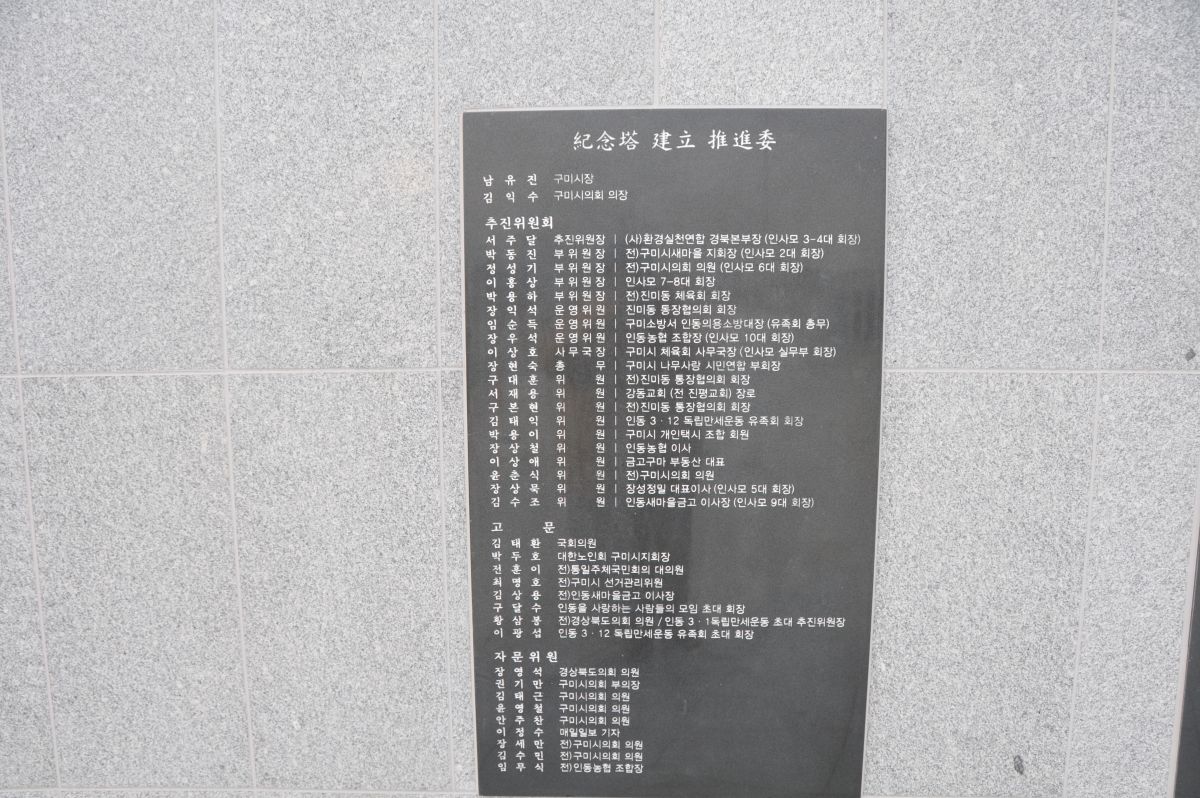 紀念塔 建立 推進委
남 유 진 구미시장
김 익 수 구미시의회 의장
추진위원회
서 주 달 추진위원장 | (사)환경실천연합 경북본부장 (인사모 3-4대 회장)
박 동 진 부위원장 | 전)구미시새마을 지회장 (인사모 2대 회장)
정 성 기 부위원장 | 전)구미시의회 의원 (인사모 6대 회장)
이 홍 상 부위원장 | 인사모 7-8대 회장
박 용 하 부위원장 | 전)진미동 체육회 회장
장 익 석 운영위원 | 진미동 통장협의회 회장
임 순 득 운영위원 | 구미소방서 인동의용소방대장 (유족회 총무)
장 우 석 운영위원 | 인동농협 조합장 (인사모 10대 회장)
이 상 호 사무국장 | 구미시 체육회 사무국장 (인사모 실무부 회장)
장 현 숙 총 무 | 구미시 나무사랑 시민연합 부회장
구 대 훈 위 원 | 전)진미동 통장협의회 회장
서 재 용 위 원 | 강동교회 (전 진평교회) 장로
구 본 현 위 원 | 전)진미동 통장협의회 회장
김 태 익 위 원 | 인동 3 · 12 독립만세운동 유족회 회장
박 용 이 위 원 | 구미시 개인택시 조합 회원
장 상 철 위 원 | 인동농협 이사
이 상 애 위 원 | 금고구마 부동산 대표
윤 춘 식 위 원 | 전)구미시의회 의원
장 상 묵 위 원 | 장성정밀 대표이사 (인사모 5대 회장)
김 수 조 위 원 | 인동새마을금고 이사장 (인사모 9대 회장)
고 문
김 태 환 국회의원
박 두 호 대한노인회 구미시지회장
전 훈 이 전)통일주체국민회의 대의원
최 명 호 전)구미시 선거관리위원
김 상 용 전)인동새마을금고 이사장
구 달 수 인동을 사랑하는 사람들의 모임 초대 회장
황 삼 봉 전)경상북도의회 의원 / 인동 3 · 1독립만세운동 초대 추진위원장
이 광 섭 인동 3 · 12 독립만세운동 유족회 초대 회장
자문위원
장 영 석 경상북도의회 의원
권 기 만 구미시의회 부의장
김 태 근 구미시의회 의원
윤 영 철 구미시의회 의원
안 주 찬 구미시의회 의원
이 정 수 매일일보 기자
장 세 만 전)구미시의회 의원
김 수 민 전)구미시의회 의원
임 무 식 전)인동농협 조합장